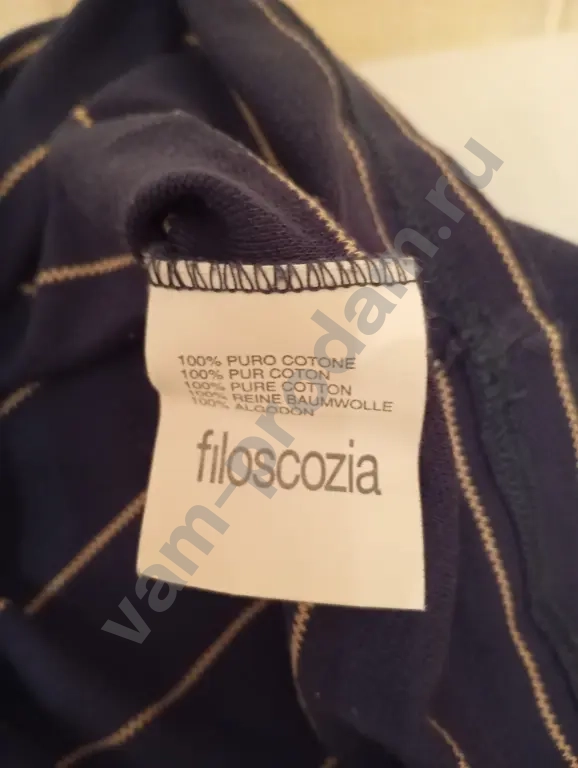 100% PURO COTONE
100% PUR COTON
100% PURE COTTON
100% REINE BAUMWOLLE
100% ALGODON
filoscozia
vam-prodam.ru